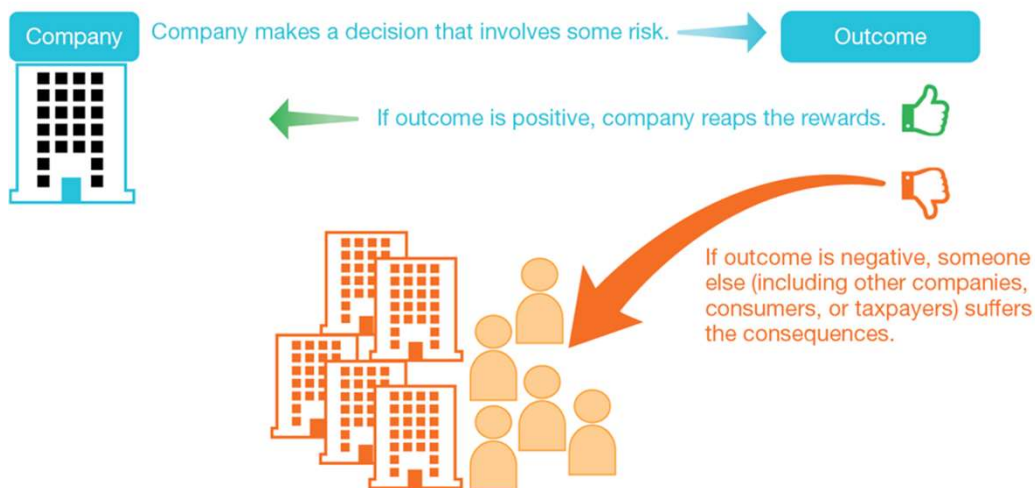 Company
Company makes a decision that involves some risk.
Outcome
If outcome is positive, company reaps the rewards.
If outcome is negative, someone
else (including other companies,
consumers, or taxpayers) suffers
the consequences.